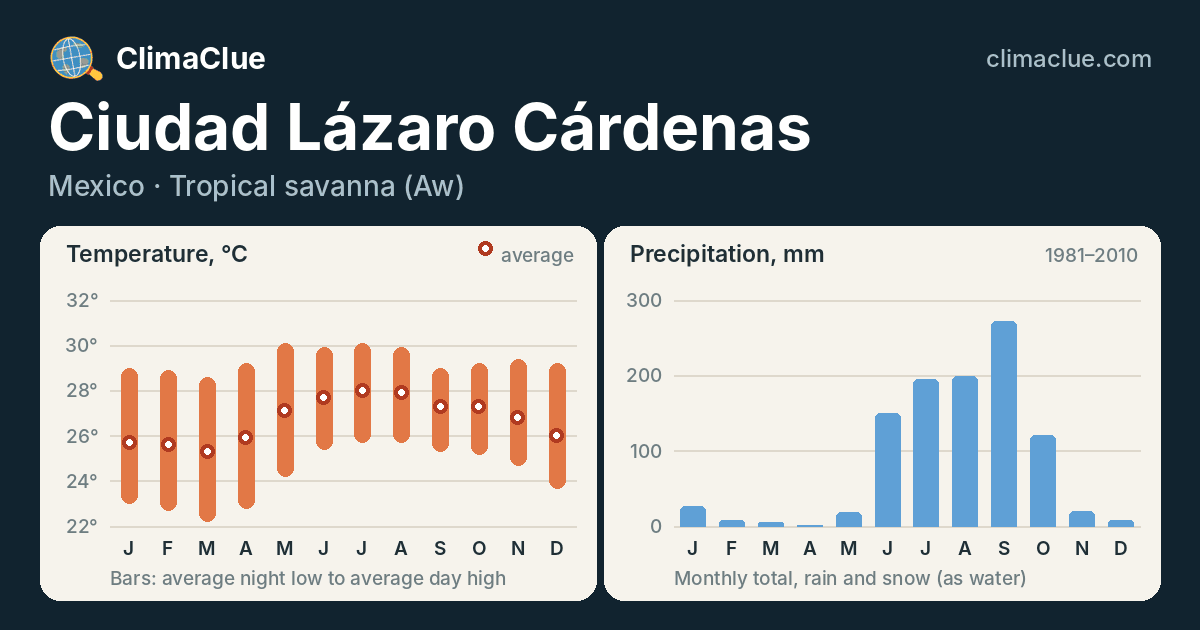 ClimaClue
climaclue.com
Ciudad Lázaro Cárdenas
Mexico · Tropical savanna (Aw)
Temperature, °C
average
32°
30°
28°
26°
24°
22°
J F M A M J J A S O N D
Bars: average night low to average day high
Precipitation, mm
1981–2010
300
200
100
0
J F M A M J J A S O N D
Monthly total, rain and snow (as water)